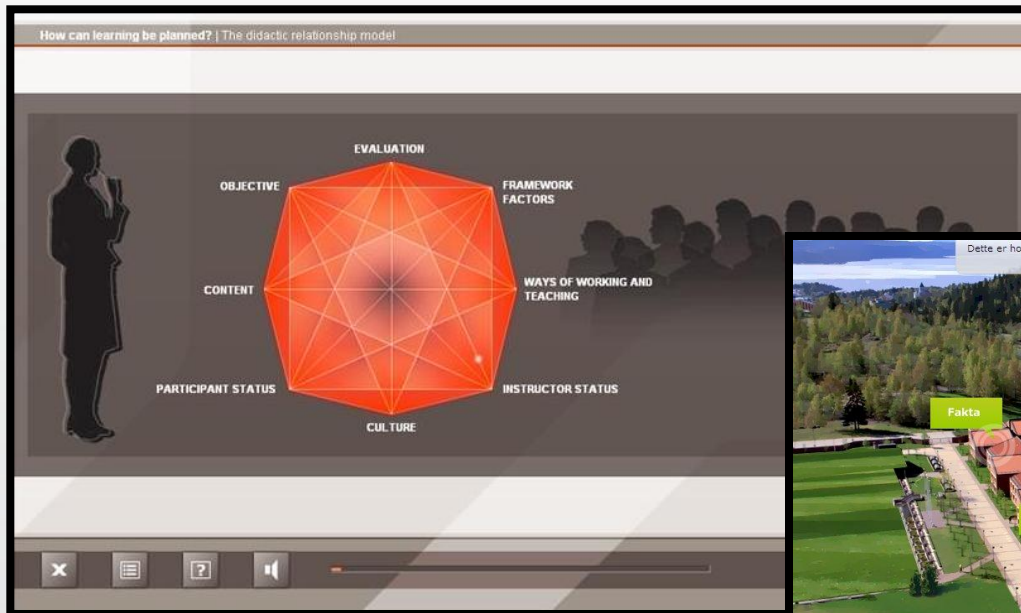 How can learning be planned? | The didactic relationship model
EVALUATION
OBJECTIVE
FRAMEWORK
FACTORS
CONTENT
WAYS OF WORKING AND
TEACHING
PARTICIPANT STATUS
INSTRUCTOR STATUS
CULTURE
Dette er
Fakta
?